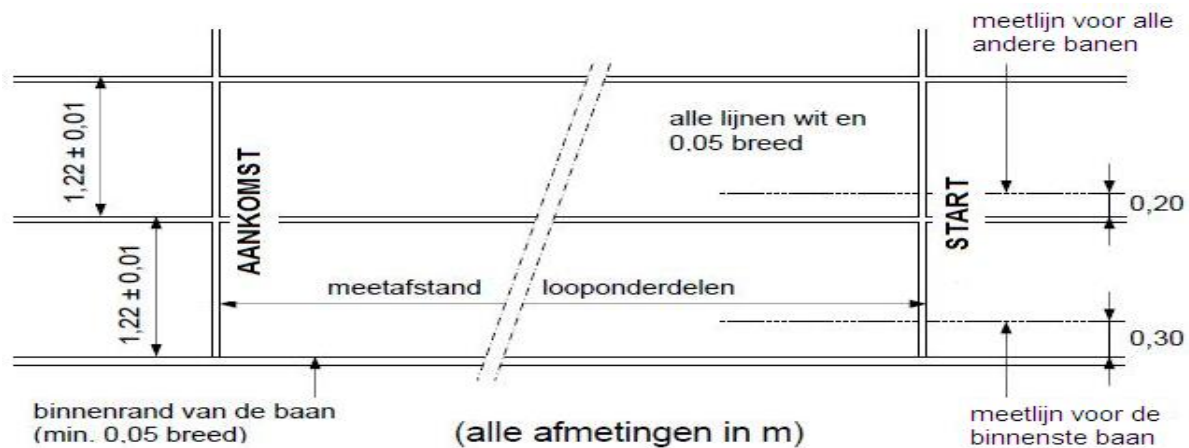 meetlijn voor alle
andere banen
1,22 ± 0,01
alle lijnen wit en
0,05 breed
AANKOMST
START
0,20
1,22 ± 0,01
meetafstand looponderdelen
0,30
binnenrand van de baan
(min. 0,05 breed)
(alle afmetingen in m)
meetlijn voor de
binnenste baan